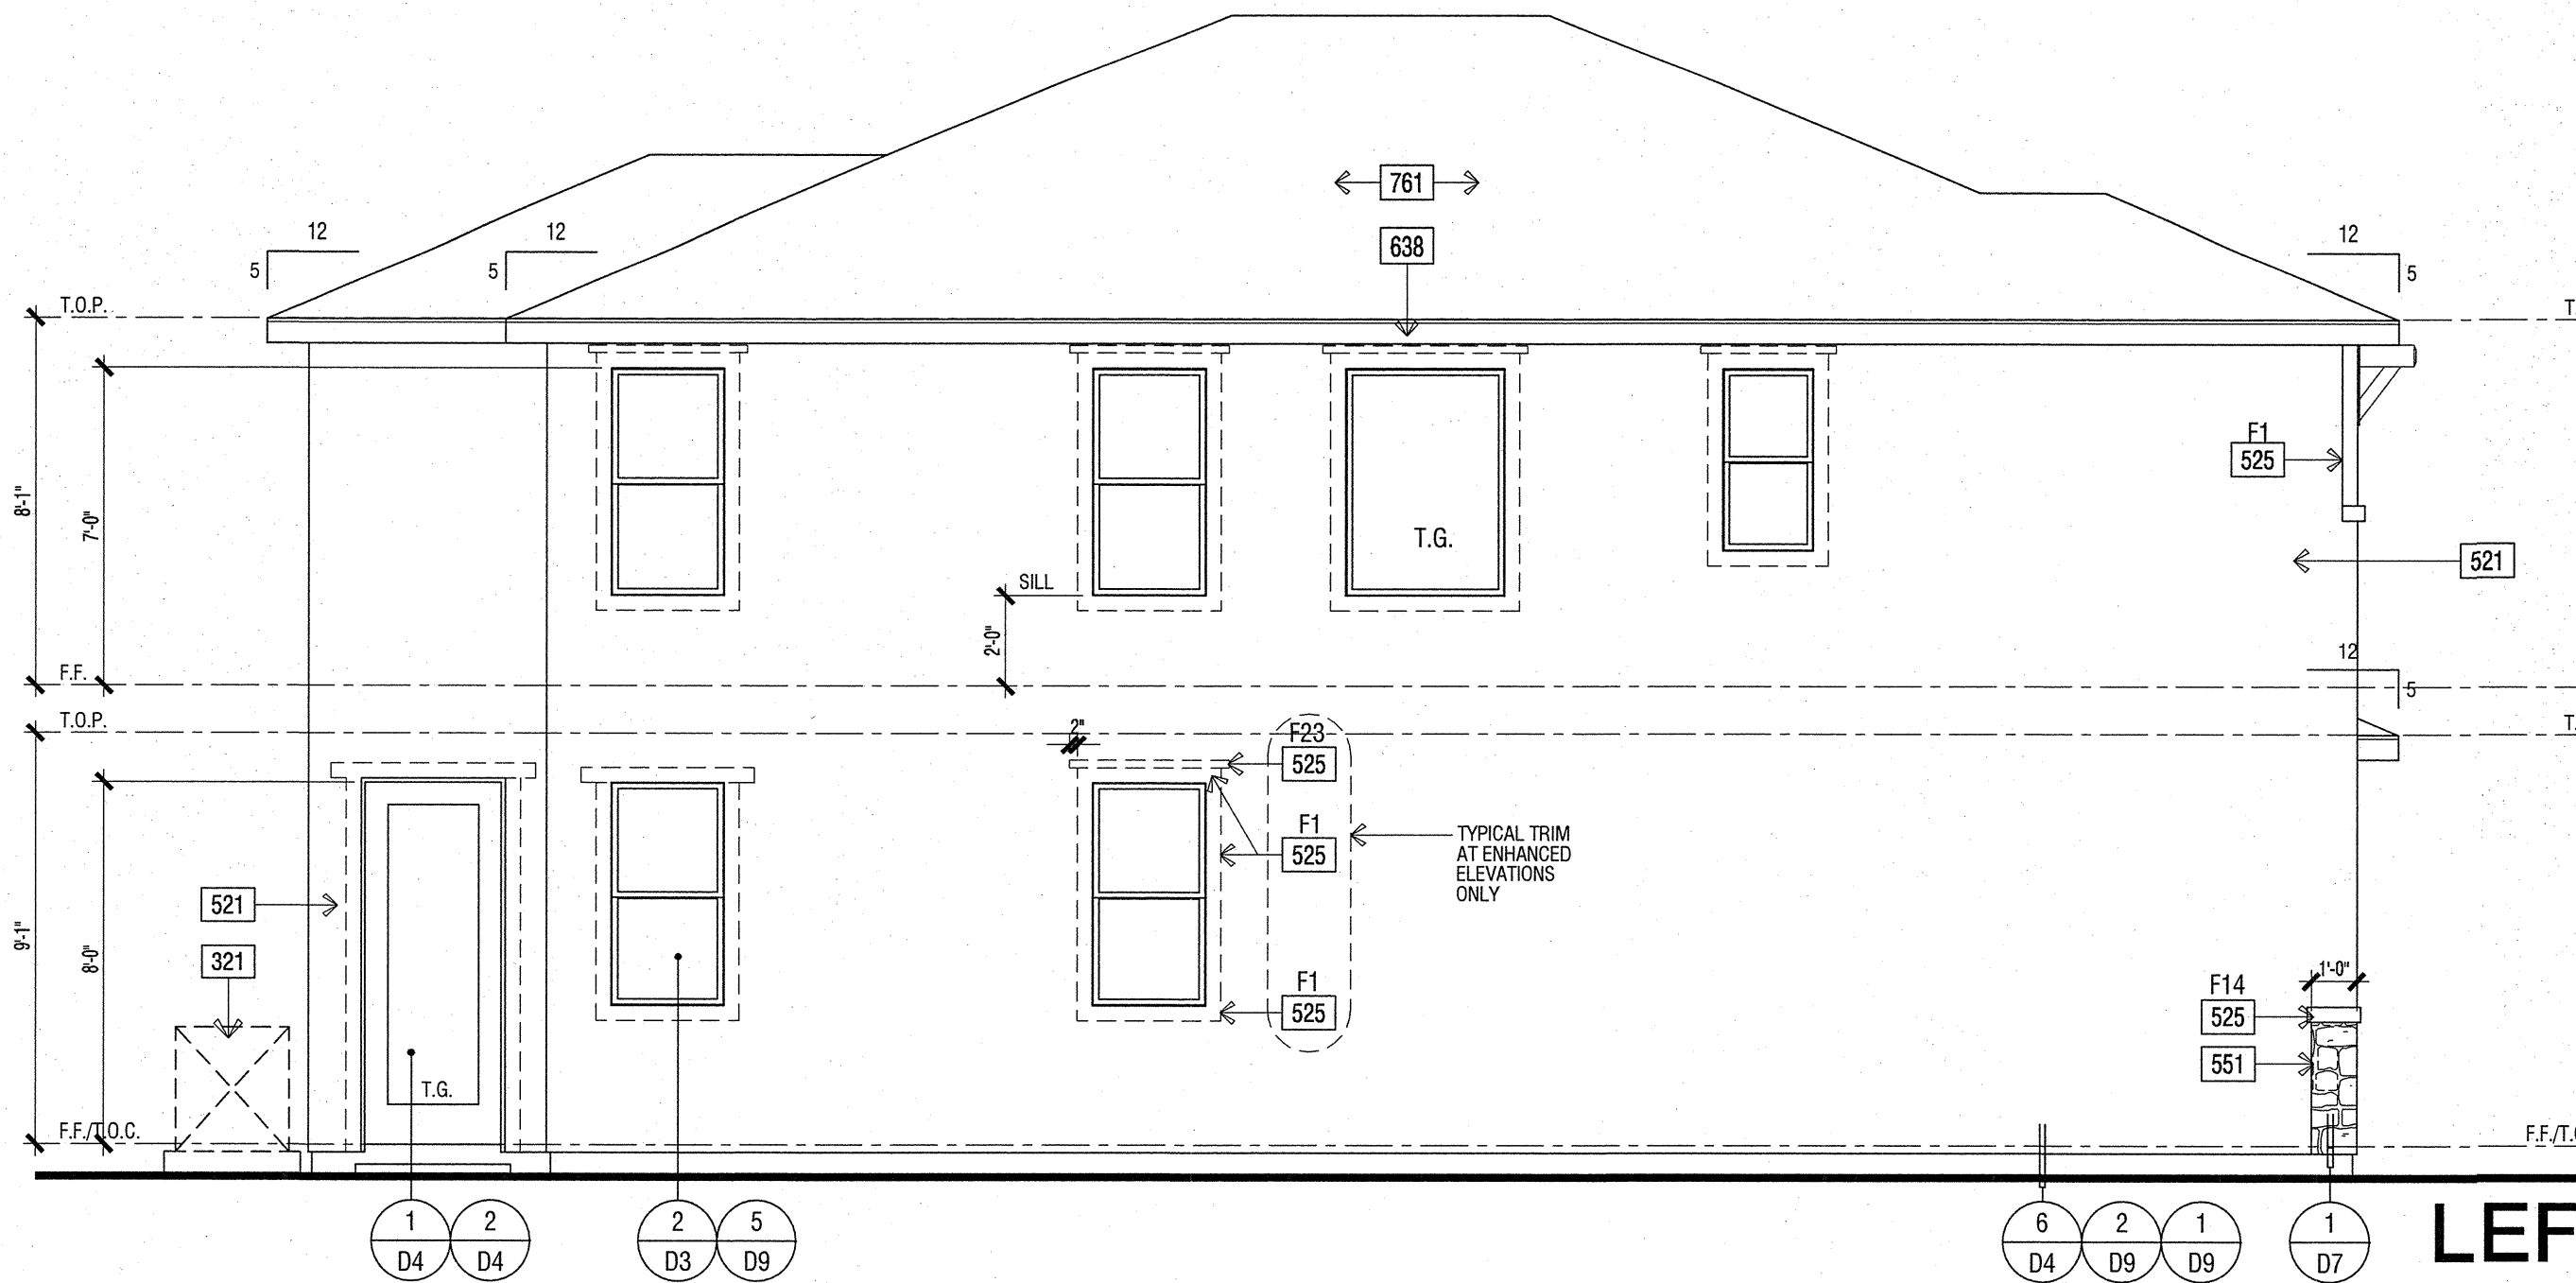 761
638
12
12
12
5
5
5
T.O.P.
T.
F1
525
8'-1"
7'-0"
T.G.
521
SILL
2'-0"
12
F.F.
5
T.O.P.
T.
2"
F23
525
F1
525
TYPICAL TRIM
AT ENHANCED
ELEVATIONS
ONLY
521
9'-1"
8'-0"
321
F1
525
1'-0"
F14
525
551
T.G.
F.F./T.O.C.
F.F./T.O
1
D4
2
D4
2
D3
5
D9
6
D4
2
D9
1
D9
1
D7
LEF